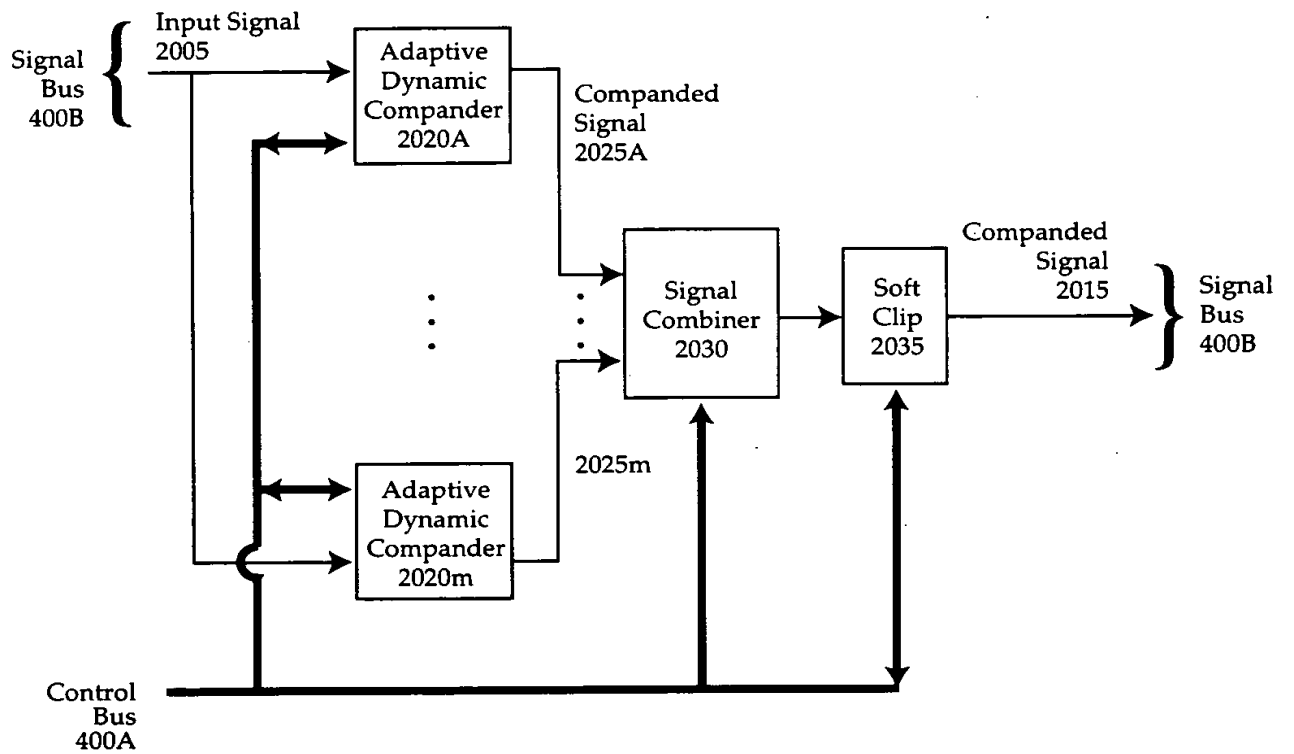 Input Signal
2005
Signal
Bus
400B
Adaptive
Dynamic
Compander
2020A
Companded
Signal
2025A
Signal
Combiner
2030
Soft
Clip
2035
Companded
Signal
2015
Signal
Bus
400B
2025m
Adaptive
Dynamic
Compander
2020m
Control
Bus
400A